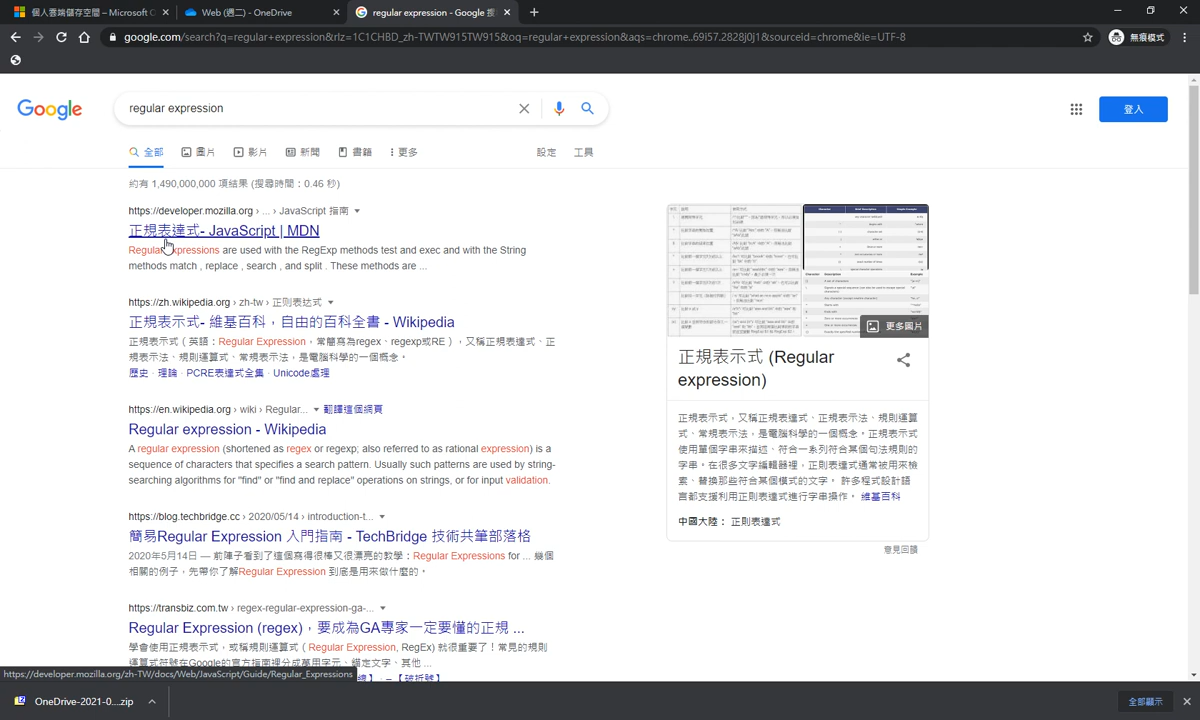 個人雲端儲存空間 – Microsoft O
Web (週二) - OneDrive
regular expression - Google 搜
google.com/search?q=regular+expression&rlz=1C1CHBD_zh-TWTW915TW915&oq=regular+expression&aqs=chrome..69i57.2828j0j1&sourceid=chrome&ie=UTF-8
無痕模式
Google
regular expression
登入
全部
圖片
影片
新聞
書籍
更多
設定
工具
約有 1,490,000,000 項結果 (搜尋時間：0.46 秒)
https://developer.mozilla.org › ... › JavaScript 指南
正規表達式- JavaScript | MDN
Regular Expressions are used with the RegExp methods test and exec and with the String
methods match , replace , search , and split . These methods are ...
https://zh.wikipedia.org › zh-tw › 正則表达式
正規表示式- 維基百科，自由的百科全書 - Wikipedia
正規表示式（英語：Regular Expression，常簡寫為regex、regexp或RE），又稱正規表達式、正
規表示法、規則運算式、常規表示法，是電腦科學的一個概念。
歷史 · 理論 · PCRE表達式全集 · Unicode處理
https://en.wikipedia.org › wiki › Regular... 翻譯這個網頁
Regular expression - Wikipedia
A regular expression (shortened as regex or regexp; also referred to as rational expression) is a
sequence of characters that specifies a search pattern. Usually such patterns are used by string-
searching algorithms for "find" or "find and replace" operations on strings, or for input validation.
https://blog.techbridge.cc › 2020/05/14 › introduction-t...
簡易Regular Expression 入門指南 - TechBridge 技術共筆部落格
2020年5月14日 — 前陣子看到了這個寫得很棒又很漂亮的教學：Regular Expressions for ... 幾個
相關的例子，先帶你了解Regular Expression 到底是用來做什麼的。
https://transbiz.com.tw › regex-regular-expression-ga-...
Regular Expression (regex)，要成為GA專家一定要懂的正規 ...
學會使用正規表示式，或稱規則運算式（Regular Expression, RegEx) 就很重要了！常見的規則
運算式符號在Google的官方指南裡分成萬用字元、錨定文字、其他 ...
更多圖片
正規表示式 (Regular
expression)
正規表示式，又稱正規表達式、正規表示法、規則運算
式、常規表示法，是電腦科學的一個概念。正規表示式
使用單個字串來描述、符合一系列符合某個句法規則的
字串。在很多文字編輯器裡，正則表達式通常被用來檢
索、替換那些符合某個模式的文字。 許多程式設計語
言都支援利用正則表達式進行字串操作。 維基百科
中國大陸： 正則表達式
意見回饋
https://developer.mozilla.org/zh-TW/docs/Web/JavaScript/Guide/Regular_Expressions
OneDrive-2021-0....zip
全部顯示